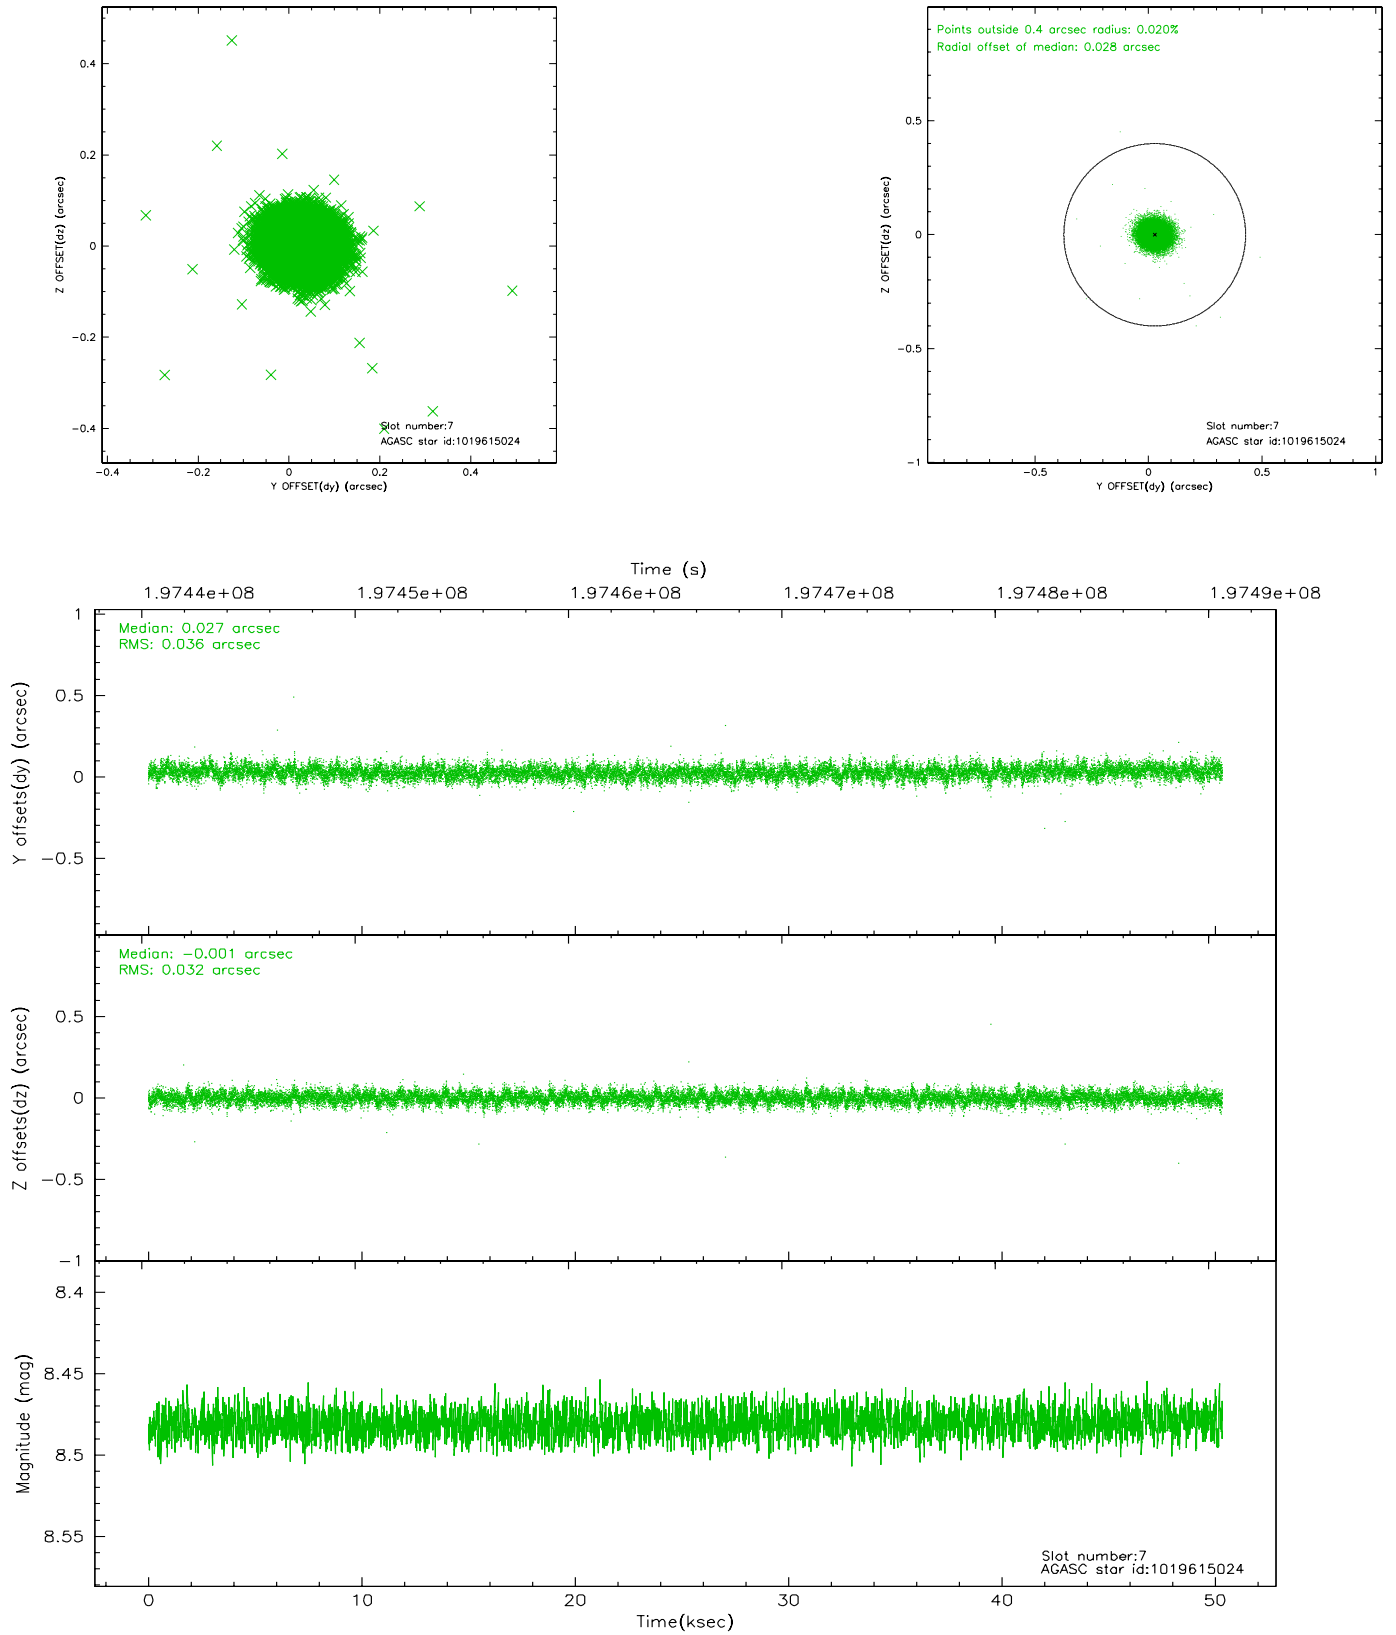 0.4
0.2
0
−0.2
−0.4
Z OFFSET(dz) (arcsec)
Slot number:7
AGASC star id:1019615024
−0.4 −0.2 0 0.2 0.4
Y OFFSET(dy) (arcsec)
Points outside 0.4 arcsec radius: 0.020%
Radial offset of median: 0.028 arcsec
0.5
0
−0.5
−1
Z OFFSET(dz) (arcsec)
Slot number:7
AGASC star id:1019615024
−0.5 0 0.5 1
Y OFFSET(dy) (arcsec)
Time (s)
1.9744e+08 1.9745e+08 1.9746e+08 1.9747e+08 1.9748e+08 1.9749e+08
Median: 0.027 arcsec
RMS: 0.036 arcsec
1
0.5
0
−0.5
Y offsets(dy) (arcsec)
Median: −0.001 arcsec
RMS: 0.032 arcsec
0.5
0
−0.5
−1
Z offsets(dz) (arcsec)
8.4
8.45
8.5
8.55
Magnitude (mag)
Slot number:7
AGASC star id:1019615024
0 10 20 30 40 50
Time(ksec)